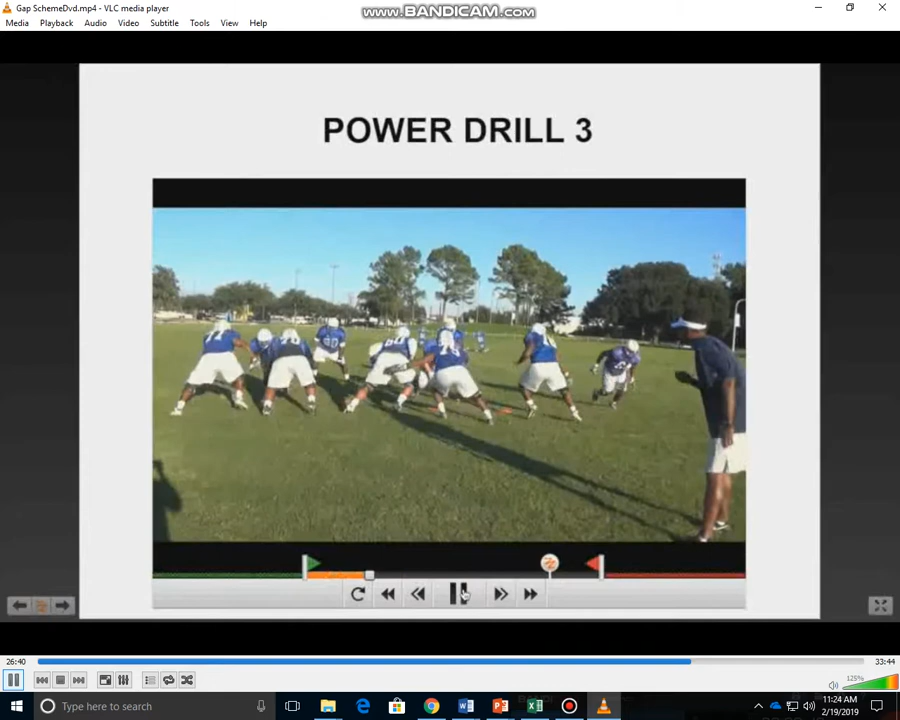 Gap SchemeDvd.mp4 - VLC media player
www.BANDICAM.com
Media Playback Audio Video Subtitle Tools View Help
POWER DRILL 3
26:40
33:44
125%
Type here to search
11:24 AM
2/19/2019